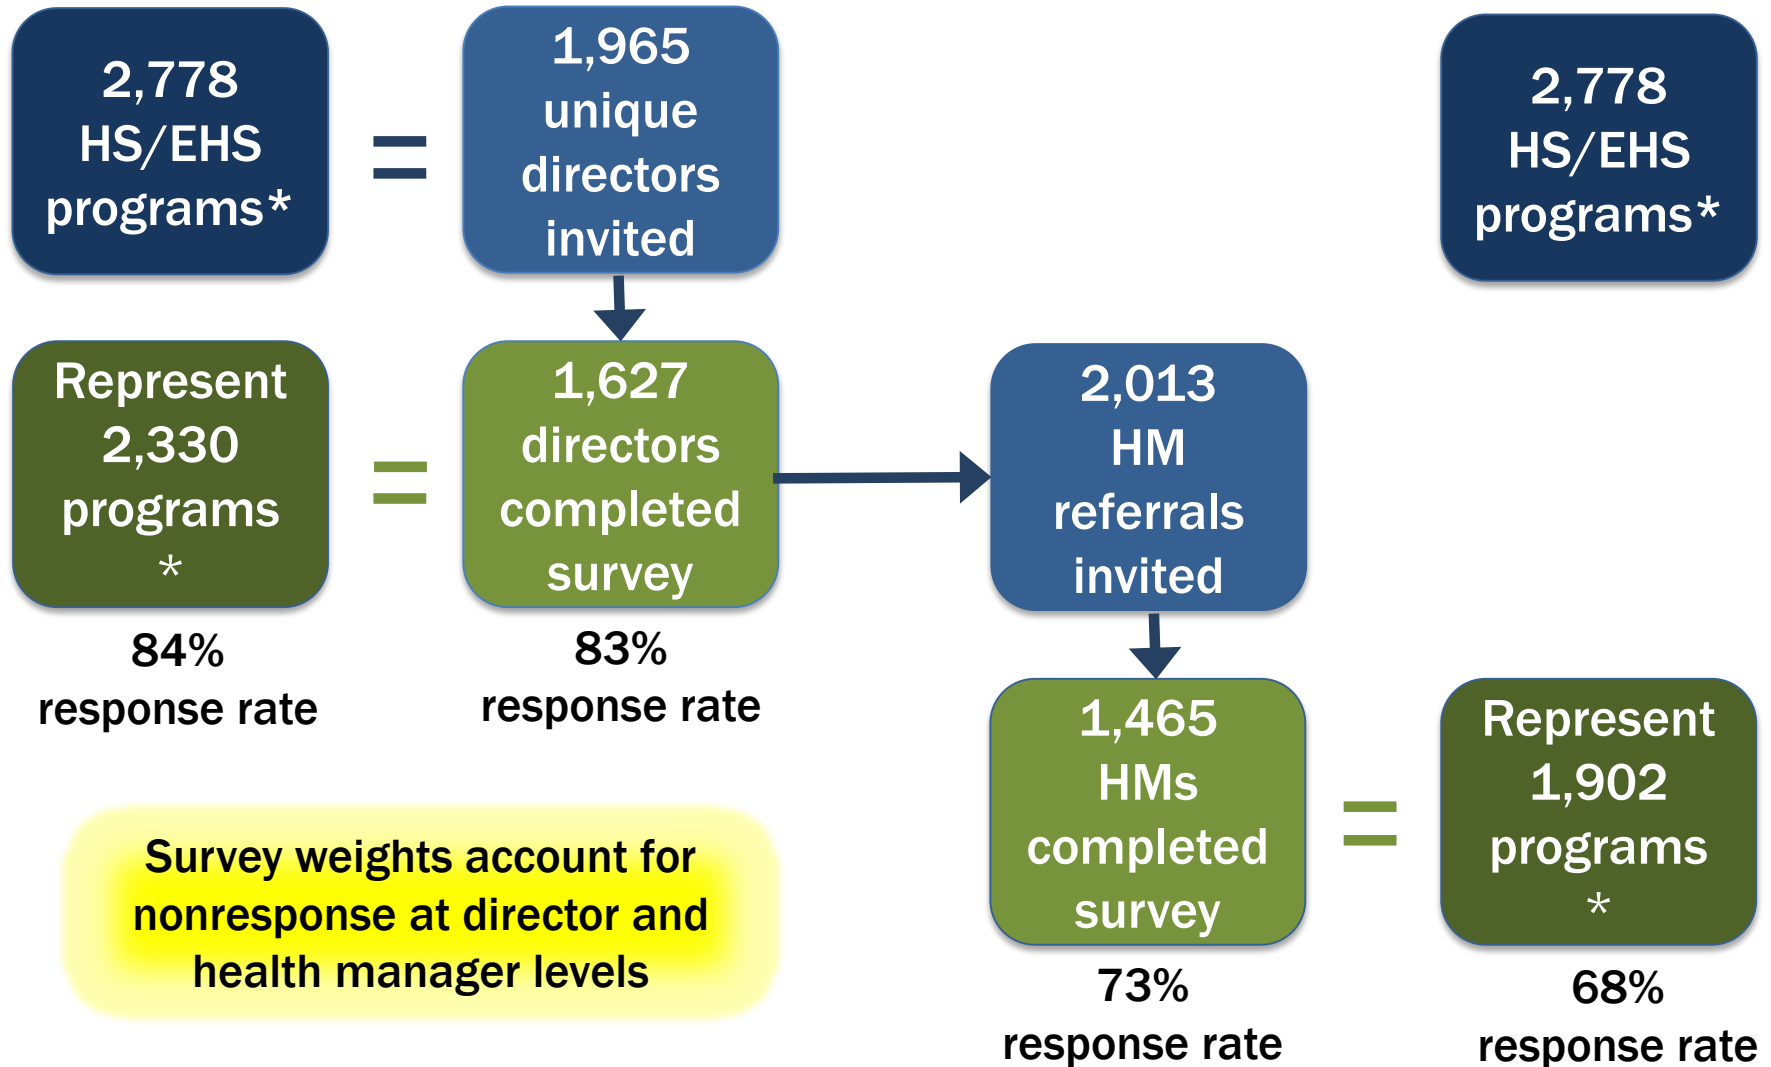 2,778
HS/EHS
programs*
=
1,965
unique
directors
invited
2,778
HS/EHS
programs*
Represent
2,330
programs
*
=
1,627
directors
completed
survey
2,013
HM
referrals
invited
84%
response rate
83%
response rate
1,465
HMs
completed
survey
=
Represent
1,902
programs
*
Survey weights account for
nonresponse at director and
health manager levels
73%
response rate
68%
response rate